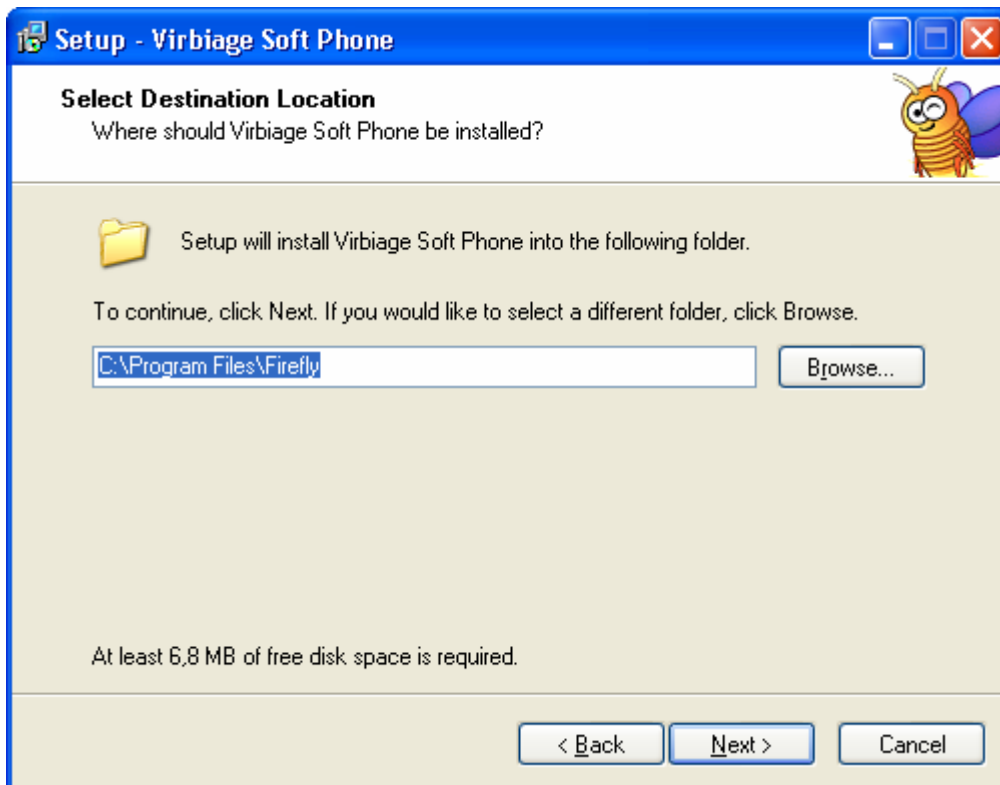 Setup - Virbiage Soft Phone
Select Destination Location
Where should Virbiage Soft Phone be installed?
Setup will install Virbiage Soft Phone into the following folder.
To continue, click Next. If you would like to select a different folder, click Browse.
C:\Program Files\Firefly
Browse...
At least 6,8 MB of free disk space is required.
< Back
Next >
Cancel